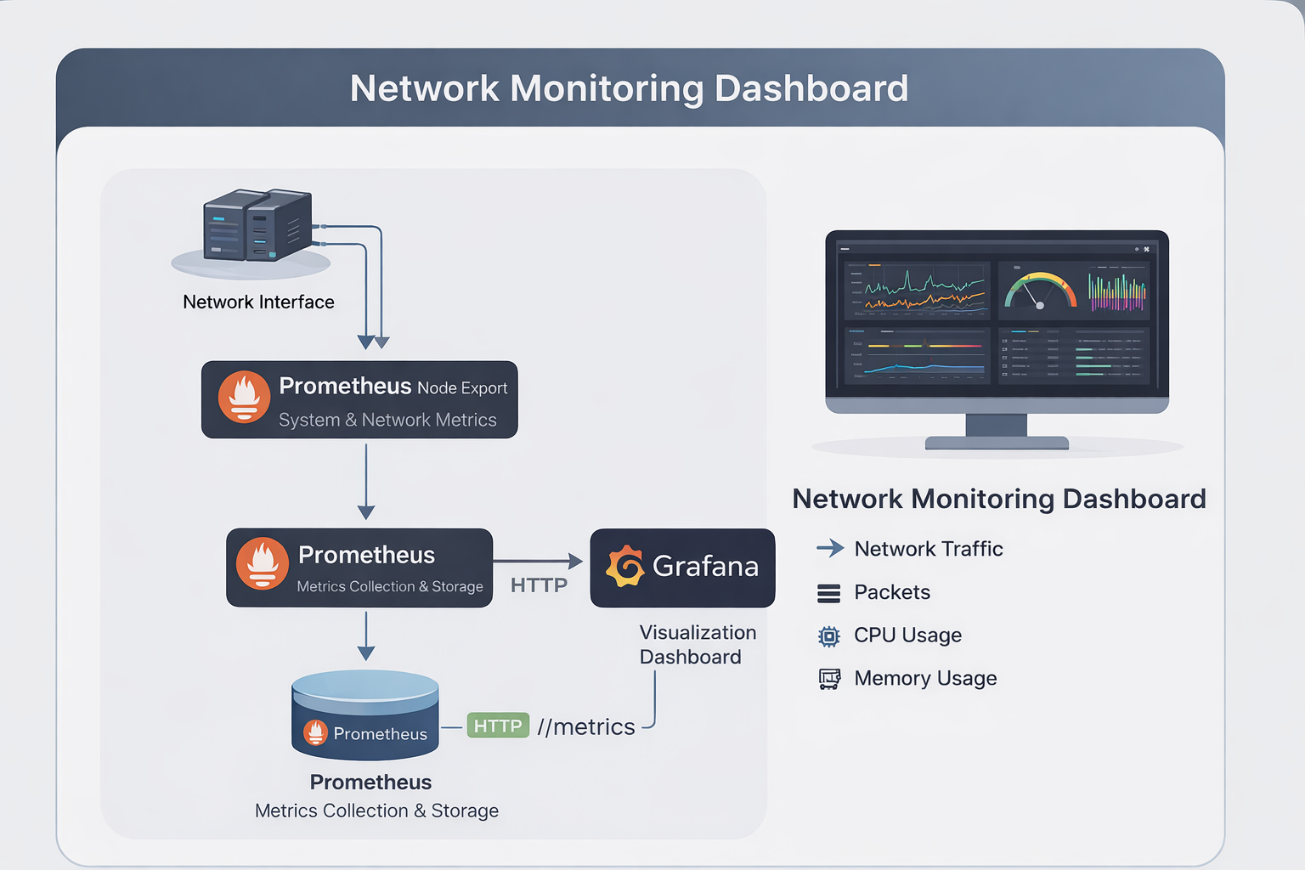 Network Monitoring Dashboard
Network Interface
Prometheus Node Export
System & Network Metrics
Prometheus
Metrics Collection & Storage
HTTP
Grafana
Visualization
Dashboard
Prometheus
HTTP //metrics
Prometheus
Metrics Collection & Storage
Network Monitoring Dashboard
Network Traffic
Packets
CPU Usage
Memory Usage